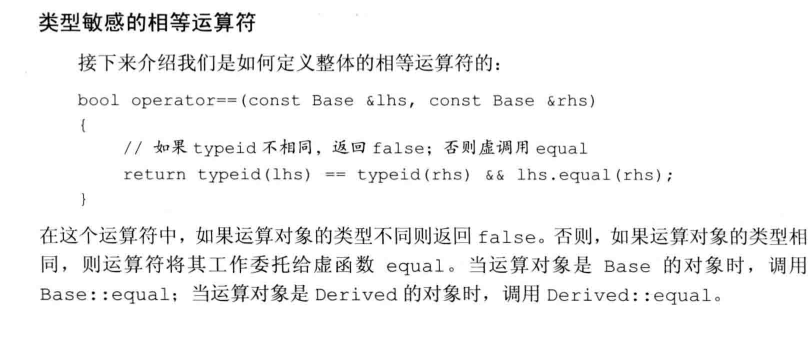 类型敏感的相等运算符
接下来介绍我们是如何定义整体的相等运算符的：
bool operator==(const Base &lhs, const Base &rhs)
{
// 如果 typeid 不相同，返回 false；否则虚调用 equal
return typeid(lhs) == typeid(rhs) && lhs.equal(rhs);
}
在这个运算符中，如果运算对象的类型不同则返回 false。否则，如果运算对象的类型相
同，则运算符将其工作委托给虚函数 equal。当运算对象是 Base 的对象时，调用
Base::equal；当运算对象是 Derived 的对象时，调用 Derived::equal。